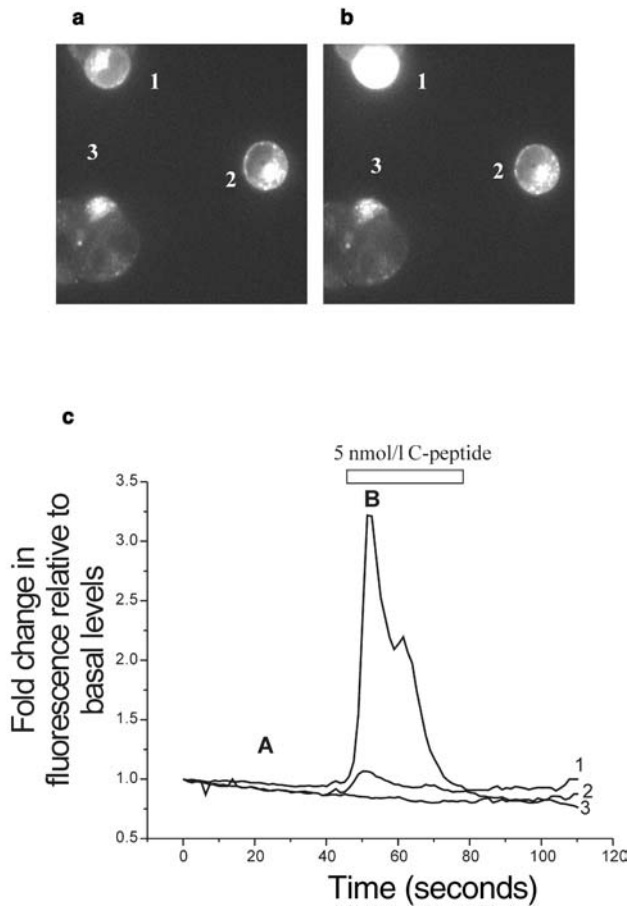 a
b
1
3
2
1
3
2
c
5 nmol/l C-peptide
B
A
Fold change in
fluorescence relative to
basal levels
3.5
3.0
2.5
2.0
1.5
1.0
0.5
1
2
3
0
20
40
60
80
100
120
Time (seconds)